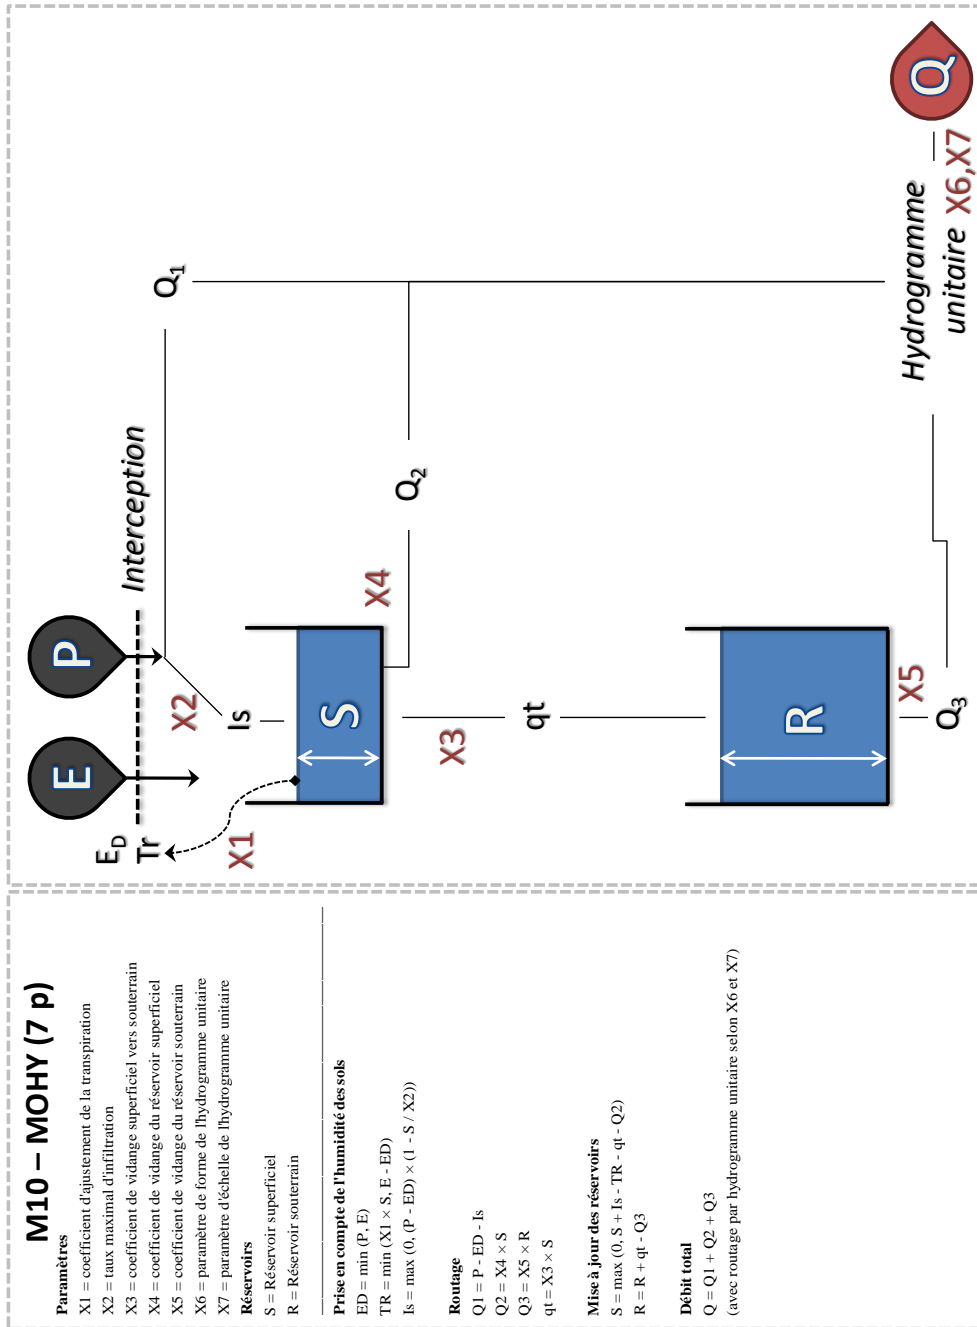 M10 – MOHY (7 p)
Paramètres
X1 = coefficient d'ajustement de la transpiration
X2 = taux maximal d'infiltration
X3 = coefficient de vidange superficiel vers souterrain
X4 = coefficient de vidange du réservoir superficiel
X5 = coefficient de vidange du réservoir souterrain
X6 = paramètre de forme de l'hydrogramme unitaire
X7 = paramètre d'échelle de l'hydrogramme unitaire
Réservoirs
S = Réservoir superficiel
R = Réservoir souterrain
Prise en compte de l'humidité des sols
ED = min (P, E)
TR = min (X1 × S, E - ED)
Is = max (0, (P - ED) × (1 - S / X2))
Routage
Q1 = P - ED - Is
Q2 = X4 × S
Q3 = X5 × R
qt = X3 × S
Mise à jour des réservoirs
S = max (0, S + Is - TR - qt - Q2)
R = R + qt - Q3
Débit total
Q = Q1 + Q2 + Q3
(avec routage par hydrogramme unitaire selon X6 et X7)
E
P
E_D
Tr
Interception
X2
Q_1
Is
X1
S
X4
Q_2
X3
qt
R
X5
Q_3
Hydrogramme
unitaire X6,X7
Q